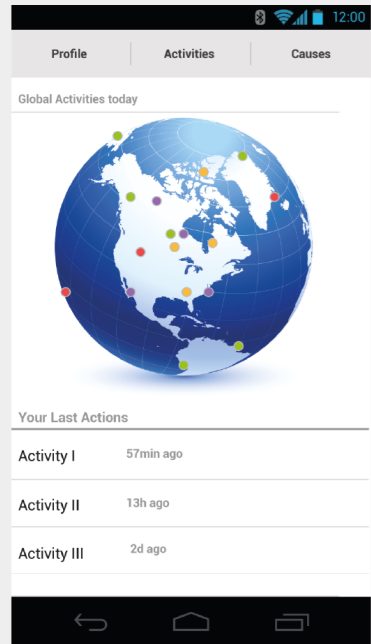 12:00
Profile Activities Causes
Global Activities today
Your Last Actions
Activity I 57min ago
Activity II 13h ago
Activity III 2d ago